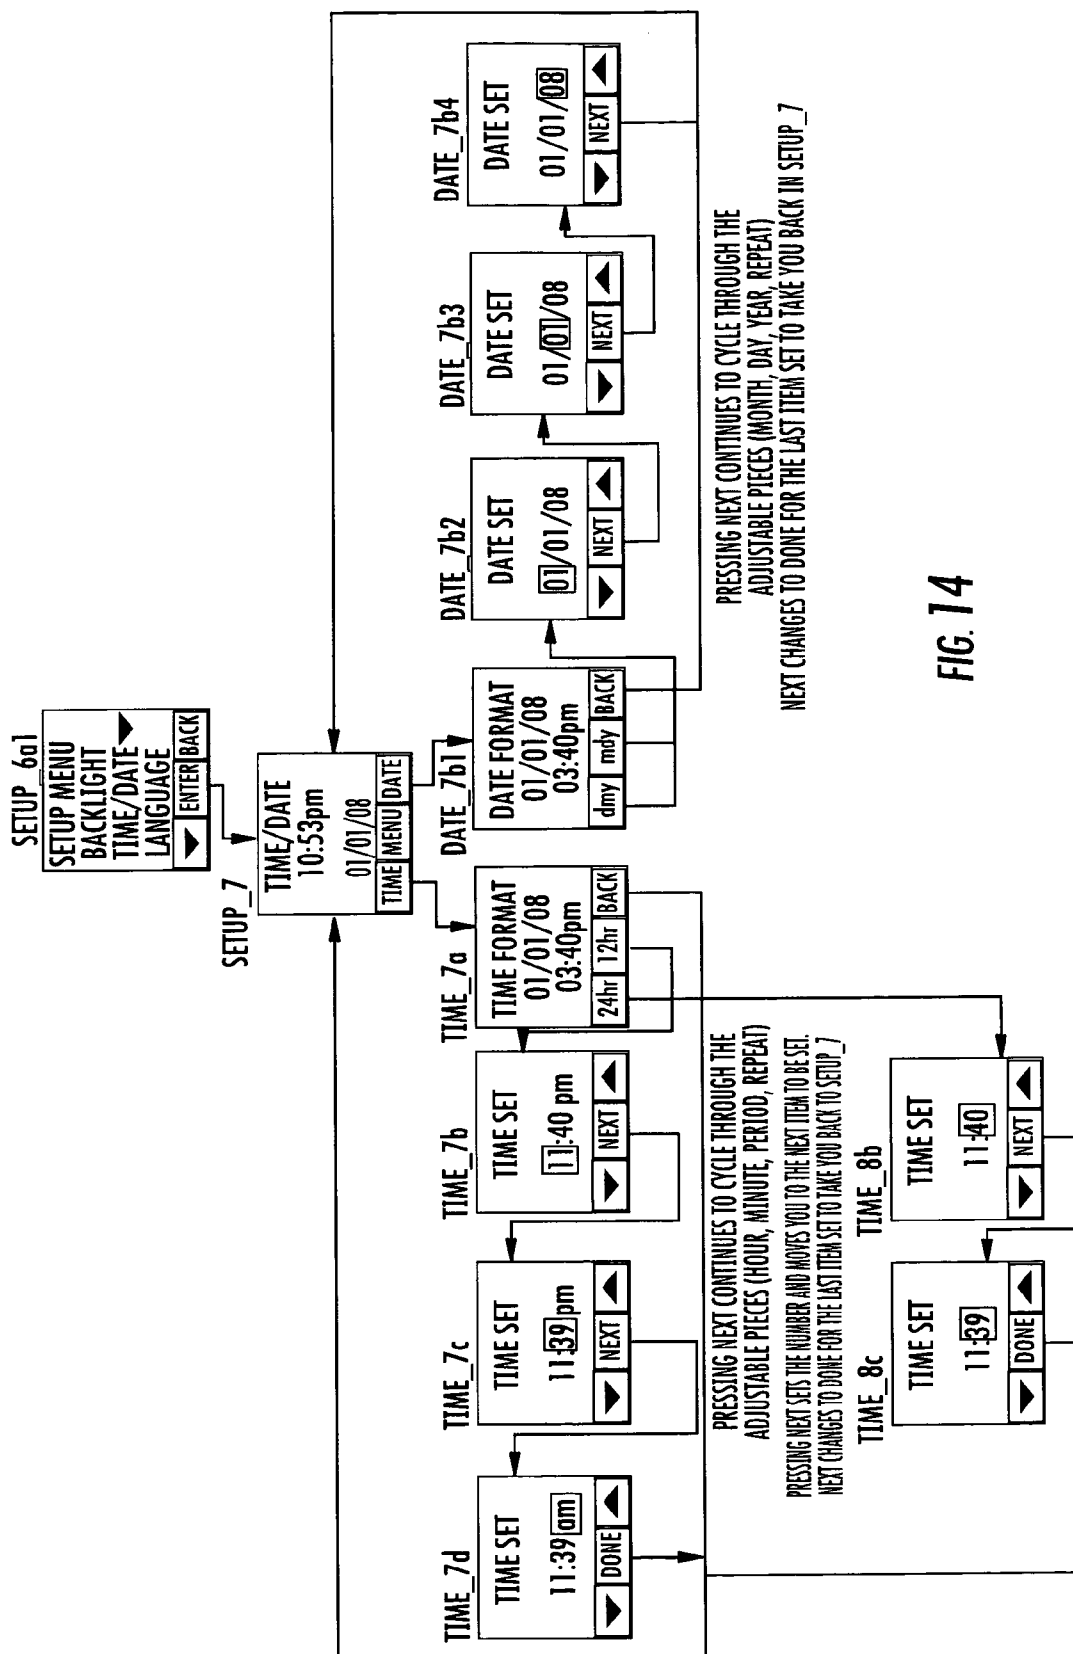 SETUP_6a1
SETUP MENU
BACKLIGHT
TIME/DATE
LANGUAGE
ENTER BACK
SETUP_7
TIME/DATE
10:53pm
01/01/08
TIME MENU DATE
TIME_7d
TIME SET
11:39 am
DONE
TIME_7c
TIME SET
11:39 pm
NEXT
TIME_7b
TIME SET
11:40 pm
NEXT
TIME_7a
TIME FORMAT
01/01/08
03:40pm
24hr 12hr BACK
DATE_7b1
DATE FORMAT
01/01/08
03:40pm
dmy mdy BACK
DATE_7b2
DATE SET
01/01/08
NEXT
DATE_7b3
DATE SET
01/01/08
NEXT
DATE_7b4
DATE SET
01/01/08
NEXT
PRESSING NEXT CONTINUES TO CYCLE THROUGH THE
ADJUSTABLE PIECES (HOUR, MINUTE, PERIOD, REPEAT)
PRESSING NEXT SETS THE NUMBER AND MOVES YOU TO THE NEXT ITEM TO BE SET.
NEXT CHANGES TO DONE FOR THE LAST ITEM SET TO TAKE YOU BACK TO SETUP_7
PRESSING NEXT CONTINUES TO CYCLE THROUGH THE
ADJUSTABLE PIECES (MONTH, DAY, YEAR, REPEAT)
NEXT CHANGES TO DONE FOR THE LAST ITEM SET TO TAKE YOU BACK IN SETUP_7
TIME_8c
TIME SET
11:39
DONE
TIME_8b
TIME SET
11:40
NEXT
FIG. 14